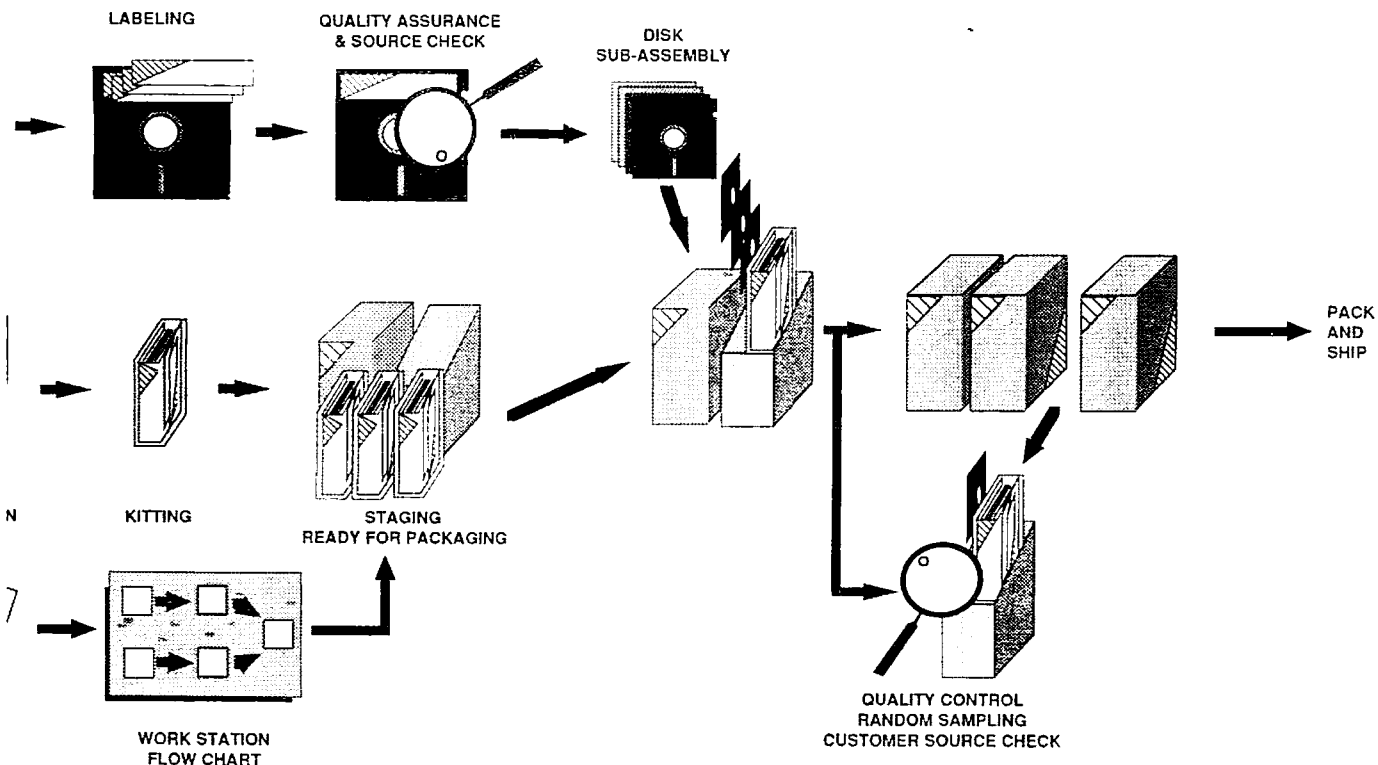 LABELING
QUALITY ASSURANCE
& SOURCE CHECK
DISK
SUB-ASSEMBLY
PACK
AND
SHIP
N
KITTING
STAGING
READY FOR PACKAGING
WORK STATION
FLOW CHART
QUALITY CONTROL
RANDOM SAMPLING
CUSTOMER SOURCE CHECK